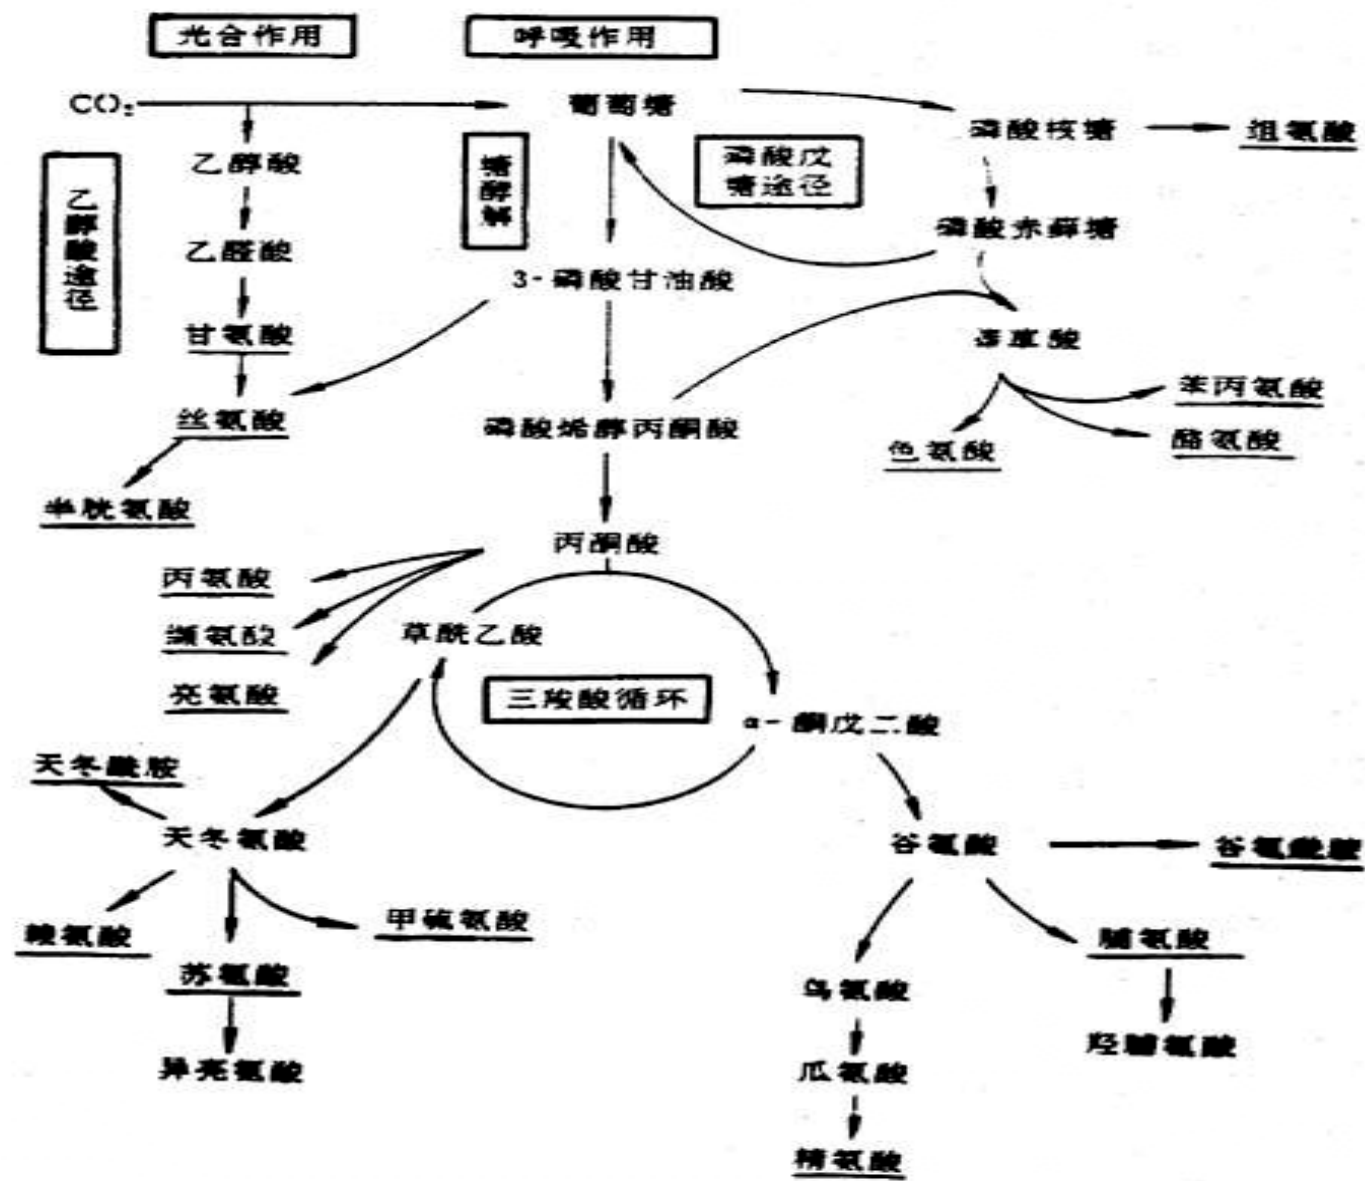 光合作用
呼吸作用
CO₂
葡萄糖
磷酸核糖
组氨酸
乙醇酸途径
乙醇酸
糖酵解
磷酸戊
糖途径
乙醛酸
磷酸赤藓糖
3-磷酸甘油酸
甘氨酸
莽草酸
丝氨酸
磷酸烯醇丙酮酸
苯丙氨酸
色氨酸
酪氨酸
半胱氨酸
丙酮酸
丙氨酸
缬氨酸
草酰乙酸
亮氨酸
三羧酸循环
α-酮戊二酸
天冬酰胺
天冬氨酸
谷氨酸
谷氨酰胺
赖氨酸
甲硫氨酸
脯氨酸
苏氨酸
鸟氨酸
异亮氨酸
瓜氨酸
羟脯氨酸
精氨酸